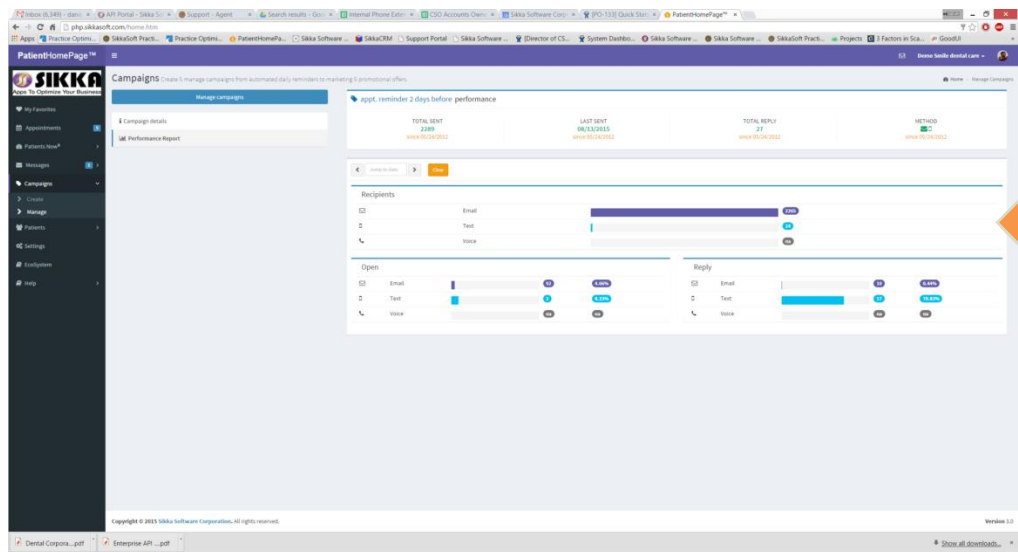 Inbox (6,349) - dani
API Portal - Sikka So
Support - Agent
Search results - Goo
Internal Phone Exten
CSO Accounts Owne
Sikka Software Corp
[PO-133] Quick Stat
PatientHomePage™
php.sikkasoft.com/home.htm
Apps
Practice Optimi...
SikkaSoft Practi...
Practice Optimi...
PatientHomePa...
Sikka Software ...
SikkaCRM
Support Portal
Sikka Software ...
[Director of CS...
System Dashbo...
Sikka Software ...
Sikka Software ...
SikkaSoft Practi...
Projects
3 Factors in Sca...
GoodUI
PatientHomePage™
Demo Smile dental care
SIKKA
Apps To Optimize Your Business
My Favorites
Appointments
Patients Now
Messages
Campaigns
Create
Manage
Patients
Settings
EcoSystem
Help
Campaigns Create & manage campaigns from automated daily reminders to marketing & promotional offers.
Home
Manage Campaigns
Manage campaigns
Campaign details
Performance Report
appt. reminder 2 days before performance
TOTAL SENT
2289
since 05/24/2012
LAST SENT
08/13/2015
since 05/24/2012
TOTAL REPLY
27
since 05/24/2012
METHOD
since 05/24/2012
Recipients
Email
Text 24
Voice
Open
Email 4.06%
Text 2
Voice
Reply
Email 10
Text 17 70.83%
Voice
Copyright © 2015 Sikka Software Corporation. All rights reserved.
Version
Dental Corpora....pdf
Enterprise API ....pdf
Show all downloads...